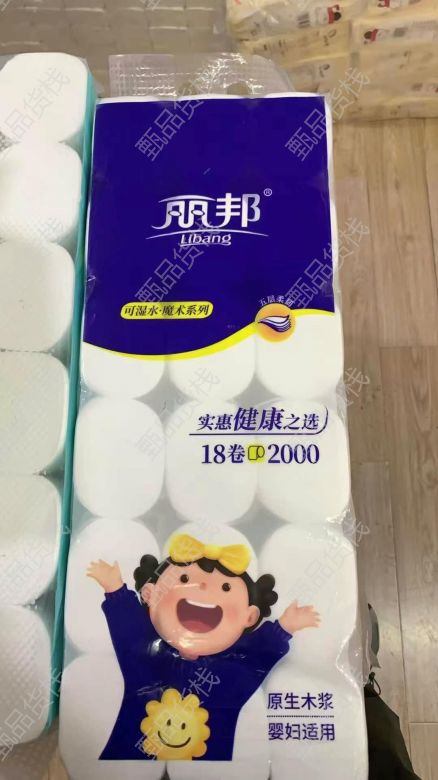 丽邦®
Libang
可湿水·魔术系列
五层柔韧
实惠健康之选
18卷 2000
原生木浆
婴妇适用
甄品货栈